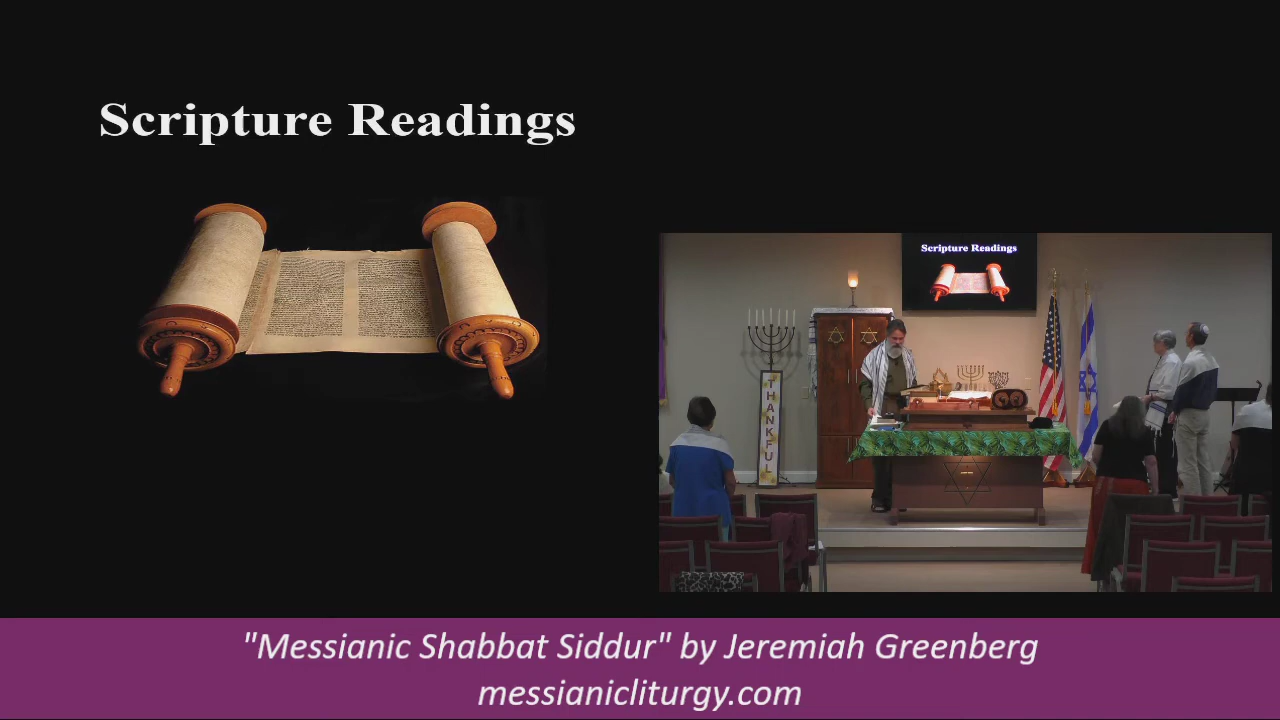 Scripture Readings
Scripture Readings
THANKFUL
"Messianic Shabbat Siddur" by Jeremiah Greenberg
messianicliturgy.com